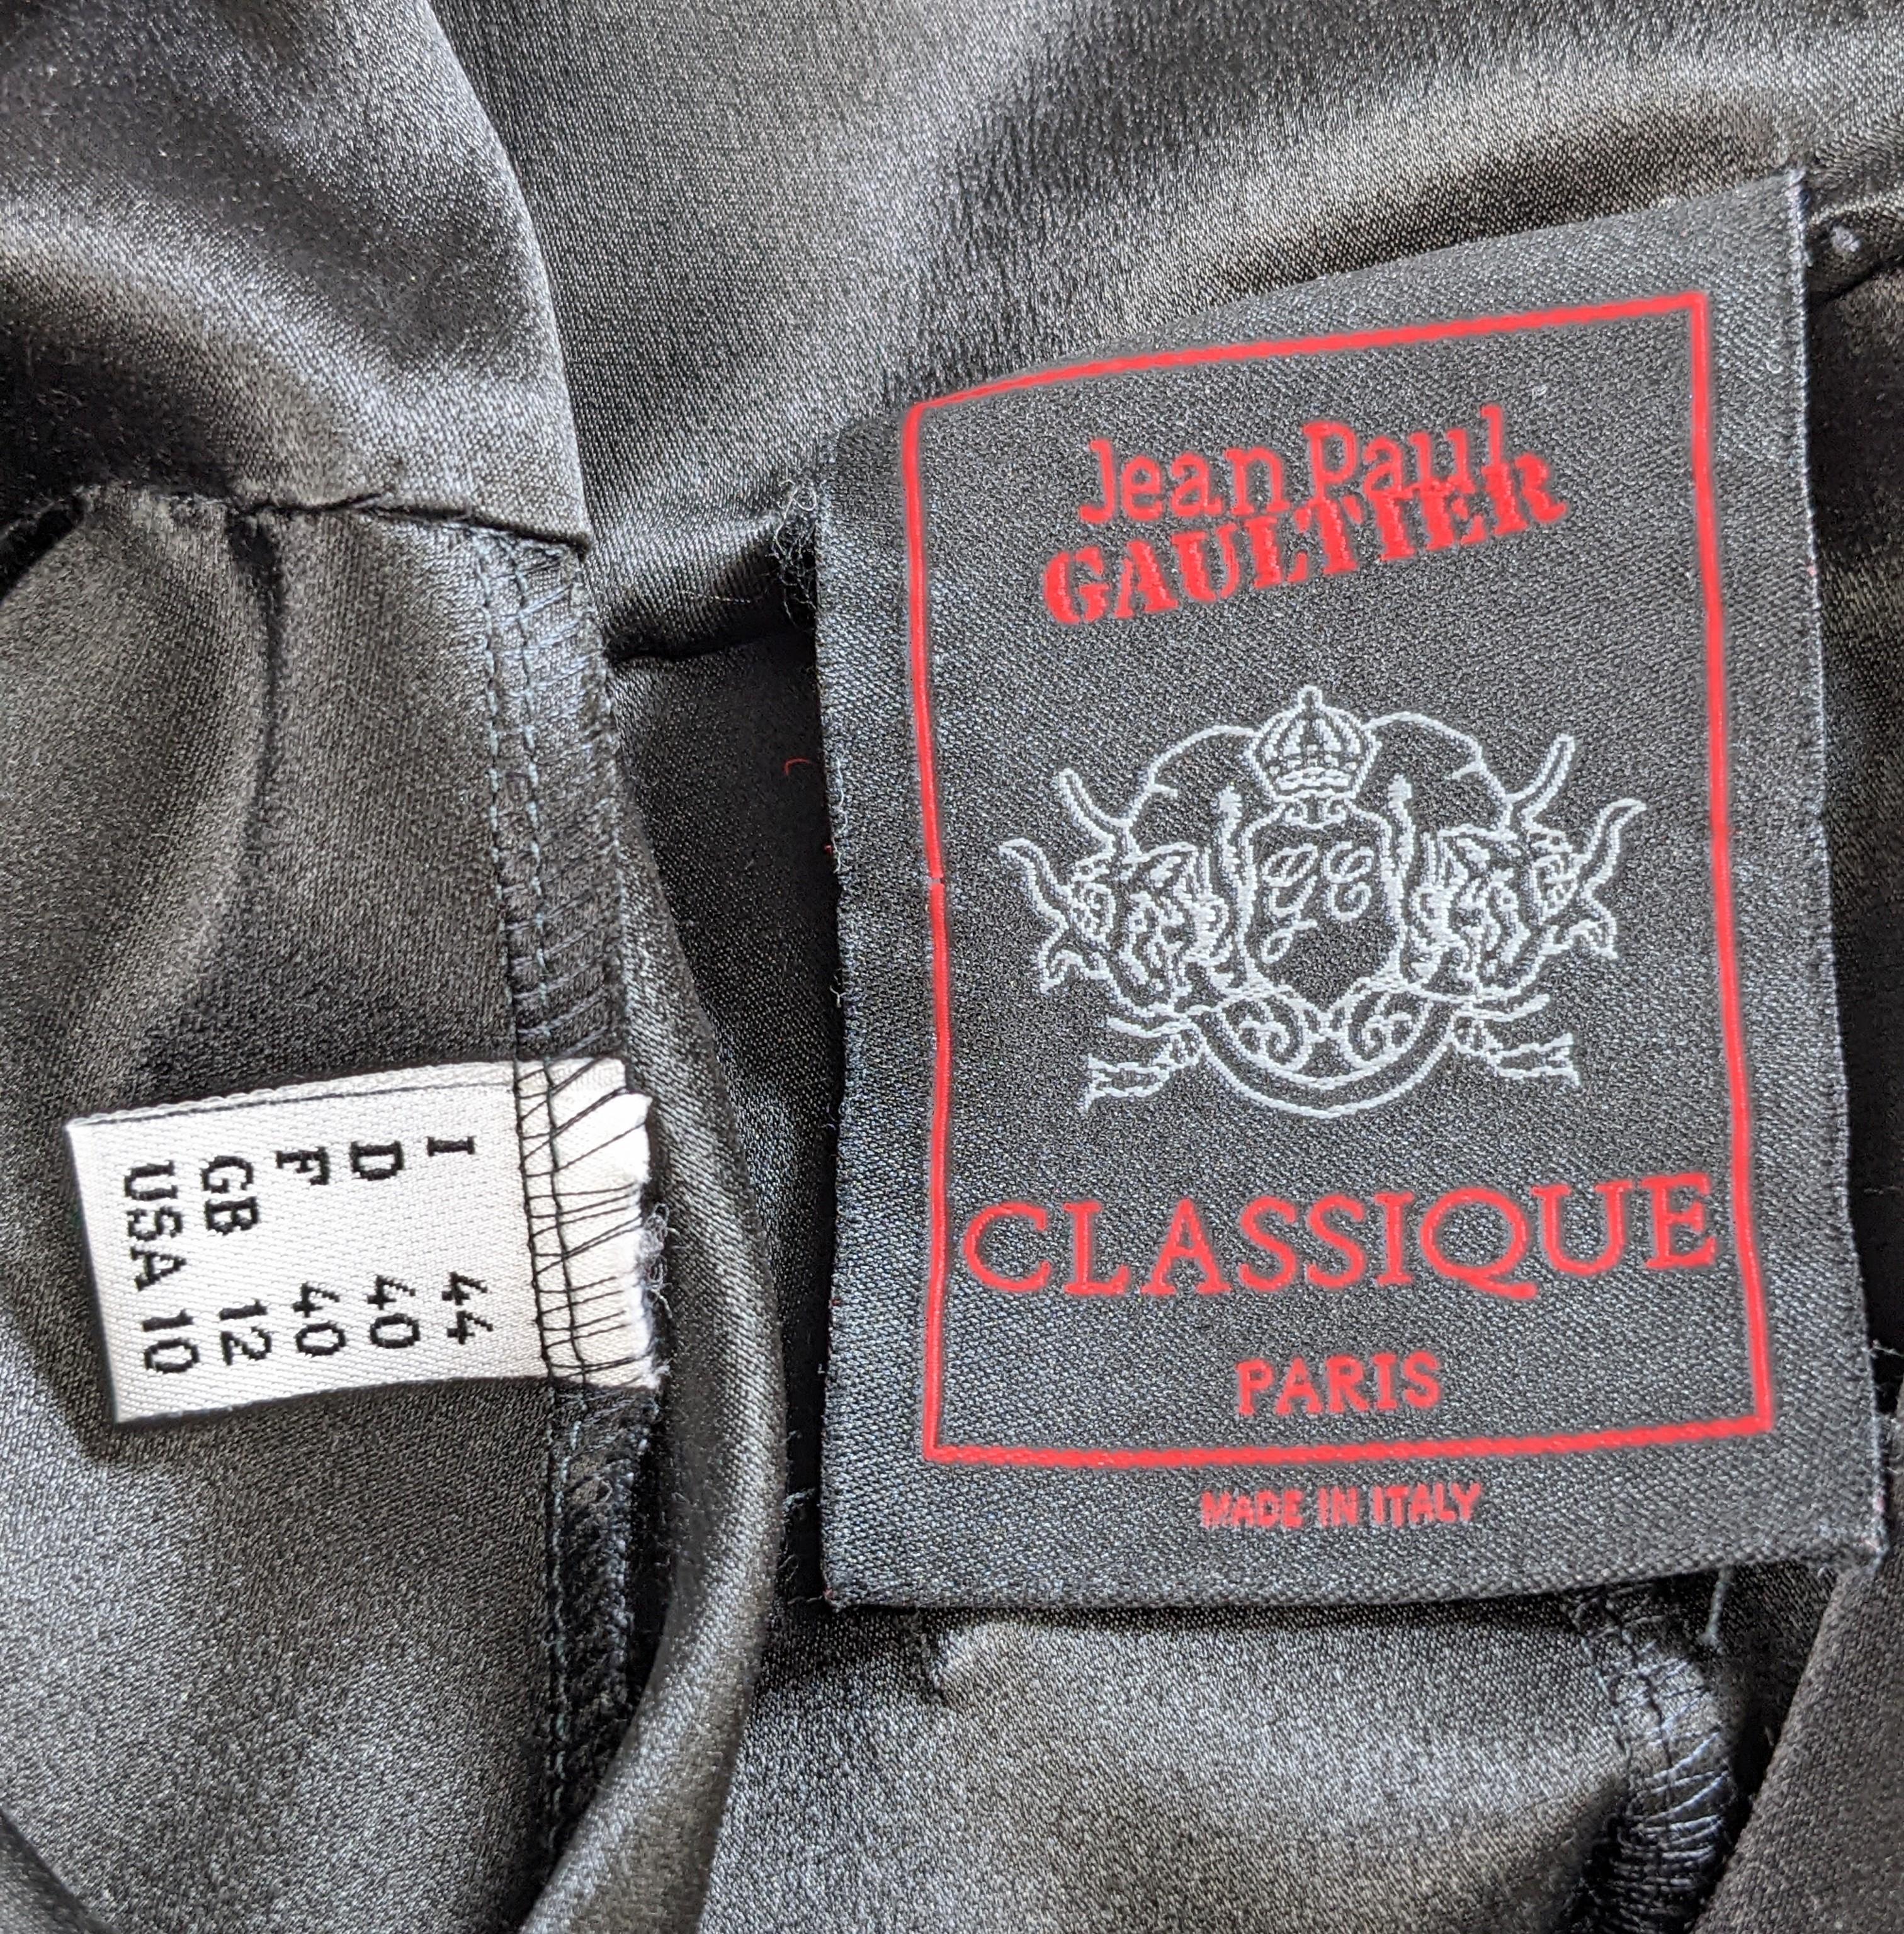 Jean Paul
GAULTIER
CLASSIQUE
PARIS
MADE IN ITALY
I 44
D 40
F 40
GB 12
USA 10